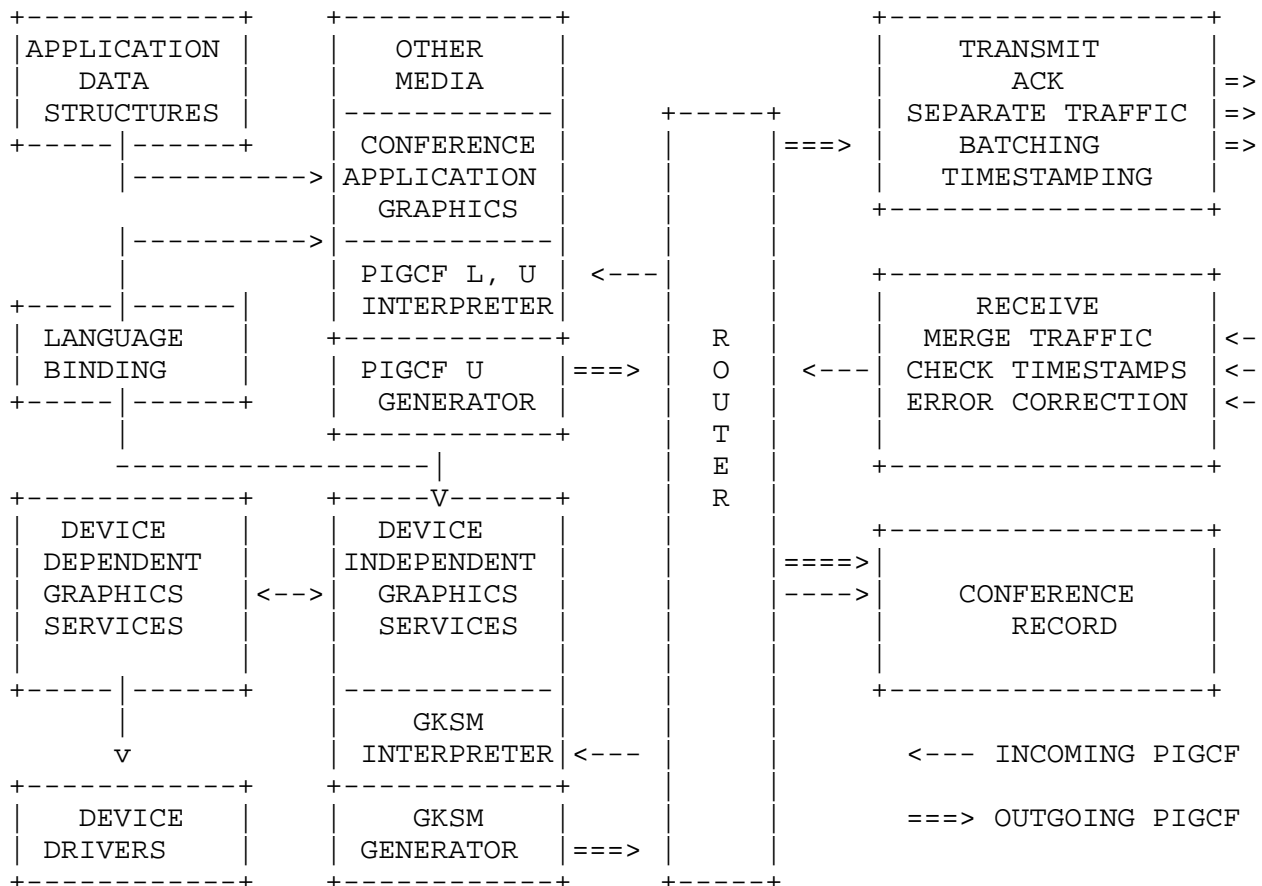 APPLICATION
DATA
STRUCTURES
OTHER
MEDIA
CONFERENCE
APPLICATION
GRAPHICS
PIGCF L, U
INTERPRETER
PIGCF U
GENERATOR
LANGUAGE
BINDING
DEVICE
DEPENDENT
GRAPHICS
SERVICES
DEVICE
INDEPENDENT
GRAPHICS
SERVICES
GKSM
INTERPRETER
DEVICE
DRIVERS
GKSM
GENERATOR
ROUTER
TRANSMIT
ACK
SEPARATE TRAFFIC
BATCHING
TIMESTAMPING
RECEIVE
MERGE TRAFFIC
CHECK TIMESTAMPS
ERROR CORRECTION
CONFERENCE
RECORD
<--- INCOMING PIGCF
===> OUTGOING PIGCF